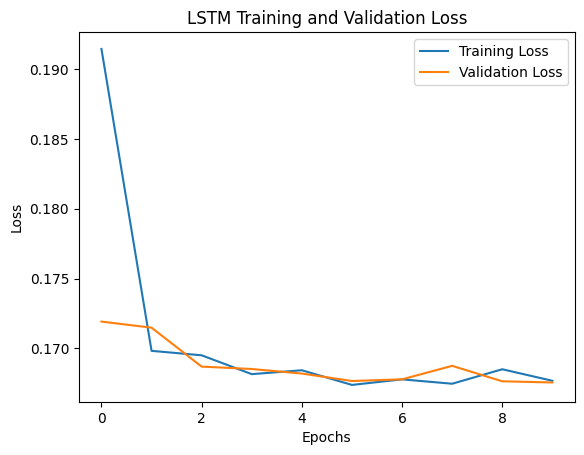 LSTM Training and Validation Loss
Training Loss
Validation Loss
0.190
0.185
0.180
0.175
0.170
Loss
0 2 4 6 8
Epochs